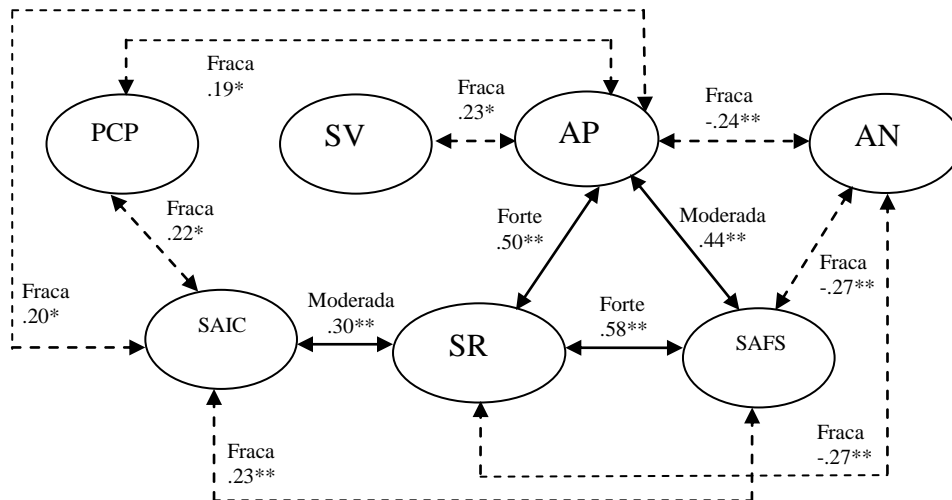 Fraca
.19*
Fraca
.23*
Fraca
-.24**
PCP
SV
AP
AN
Fraca
.22*
Forte
.50**
Moderada
.44**
Fraca
-.27**
Fraca
.20*
SAIC
Moderada
.30**
SR
Forte
.58**
SAFS
Fraca
.23**
Fraca
-.27**